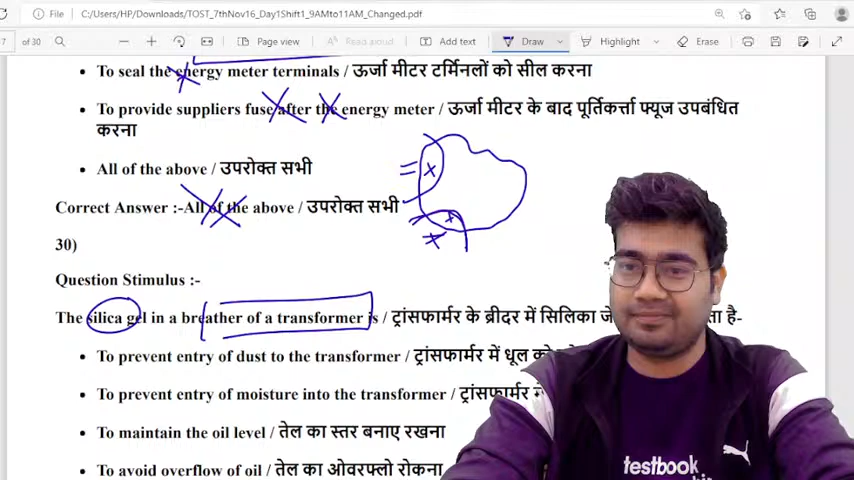 File | C:/Users/HP/Downloads/TOST_7thNov16_Day1Shift1_9AMto11AM_Changed.pdf
7 of 30 Page view Read aloud Add text Draw Highlight Erase
To seal the energy meter terminals / ऊर्जा मीटर टर्मिनलों को सील करना
To provide suppliers fuse after the energy meter / ऊर्जा मीटर के बाद पूर्तिकर्त्ता फ्यूज उपबंधित
करना
All of the above / उपरोक्त सभी
Correct Answer :-All of the above / उपरोक्त सभी
30)
Question Stimulus :-
The silica gel in a breather of a transformer is / ट्रांसफार्मर के ब्रीदर में सिलिका है-
To prevent entry of dust to the transformer / ट्रांसफार्मर में धूल को
To prevent entry of moisture into the transformer / ट्रांसफार्मर
To maintain the oil level / तेल का स्तर बनाए रखना
To avoid overflow of oil / तेल का ओवरफ्लो रोकना
testbook